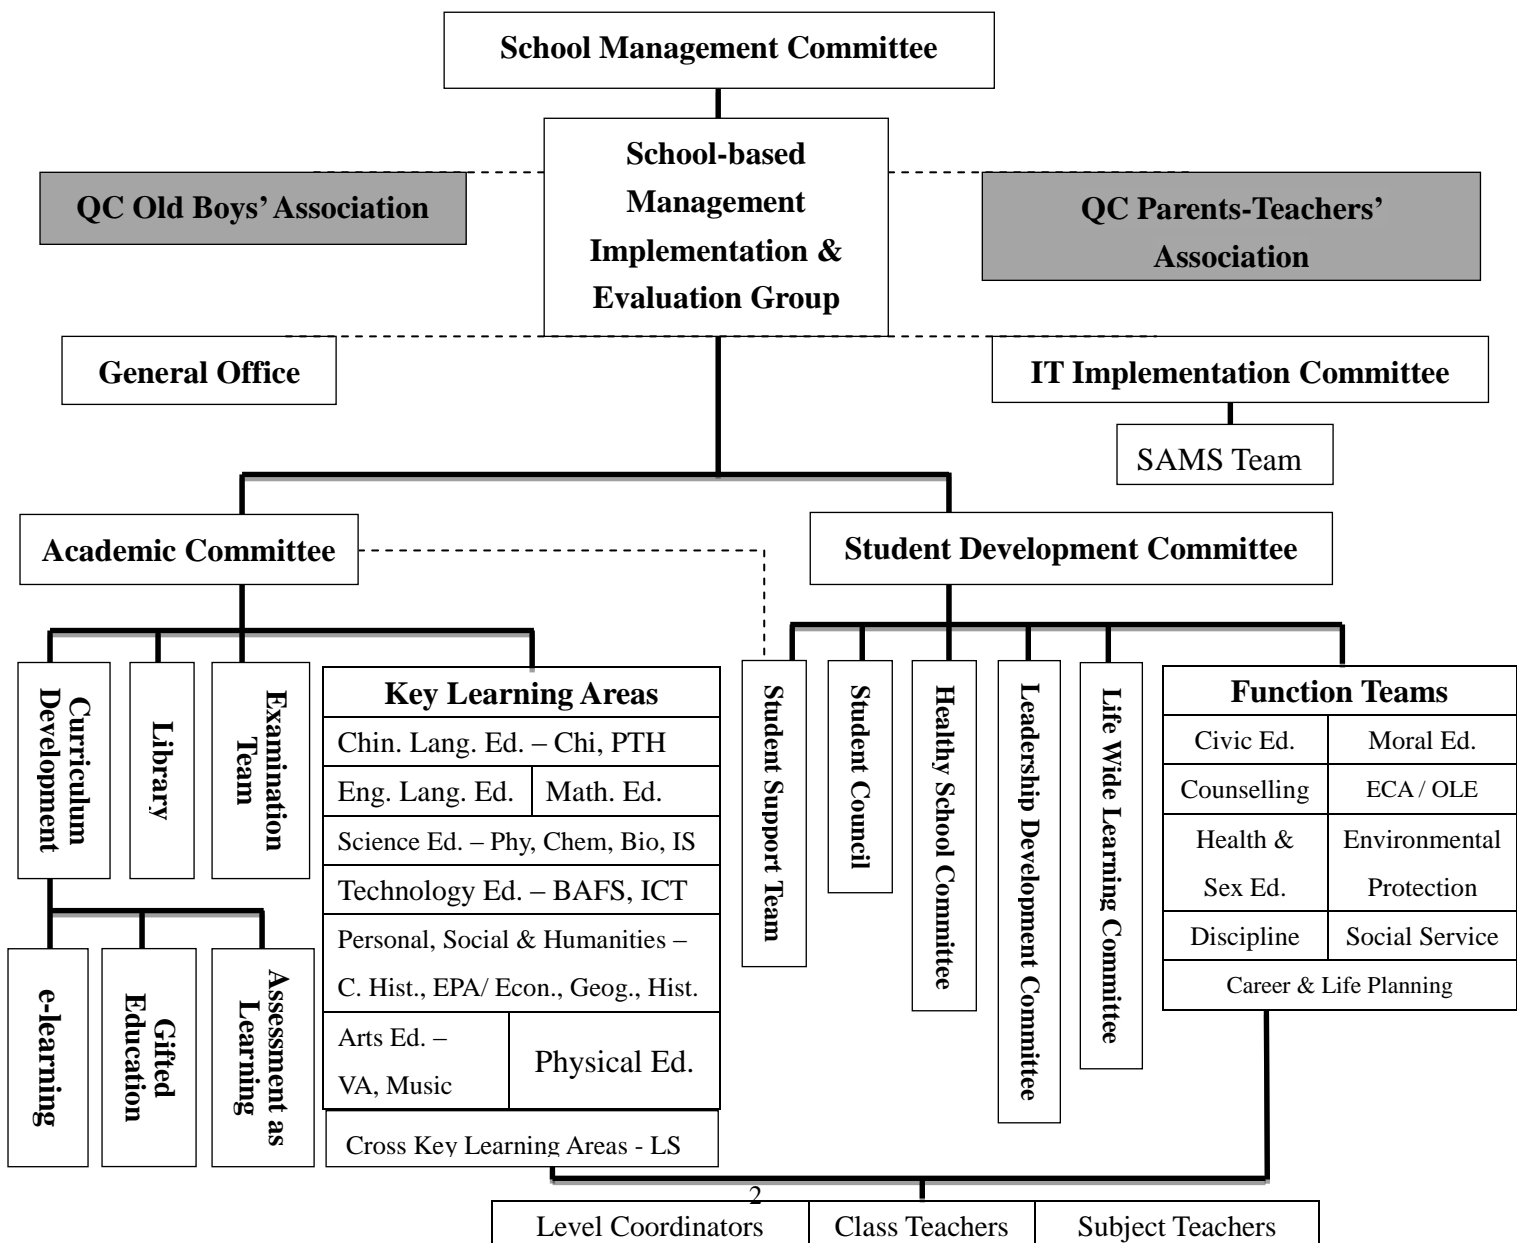 School Management Committee
School-based
Management
Implementation &
Evaluation Group
QC Old Boys’ Association
QC Parents-Teachers’
Association
General Office
IT Implementation Committee
SAMS Team
Academic Committee
Student Development Committee
Curriculum
Development
Library
Examination
Team
Key Learning Areas
Chin. Lang. Ed. – Chi, PTH
Eng. Lang. Ed.
Math. Ed.
Science Ed. – Phy, Chem, Bio, IS
Technology Ed. – BAFS, ICT
Personal, Social & Humanities –
C. Hist., EPA/ Econ., Geog., Hist.
Arts Ed. –
VA, Music
Physical Ed.
Cross Key Learning Areas - LS
e-learning
Gifted
Education
Assessment as
Learning
Student Support Team
Student Council
Healthy School Committee
Leadership Development Committee
Life Wide Learning Committee
Function Teams
Civic Ed.
Moral Ed.
Counselling
ECA / OLE
Health &
Sex Ed.
Environmental
Protection
Discipline
Social Service
Career & Life Planning
2
Level Coordinators
Class Teachers
Subject Teachers